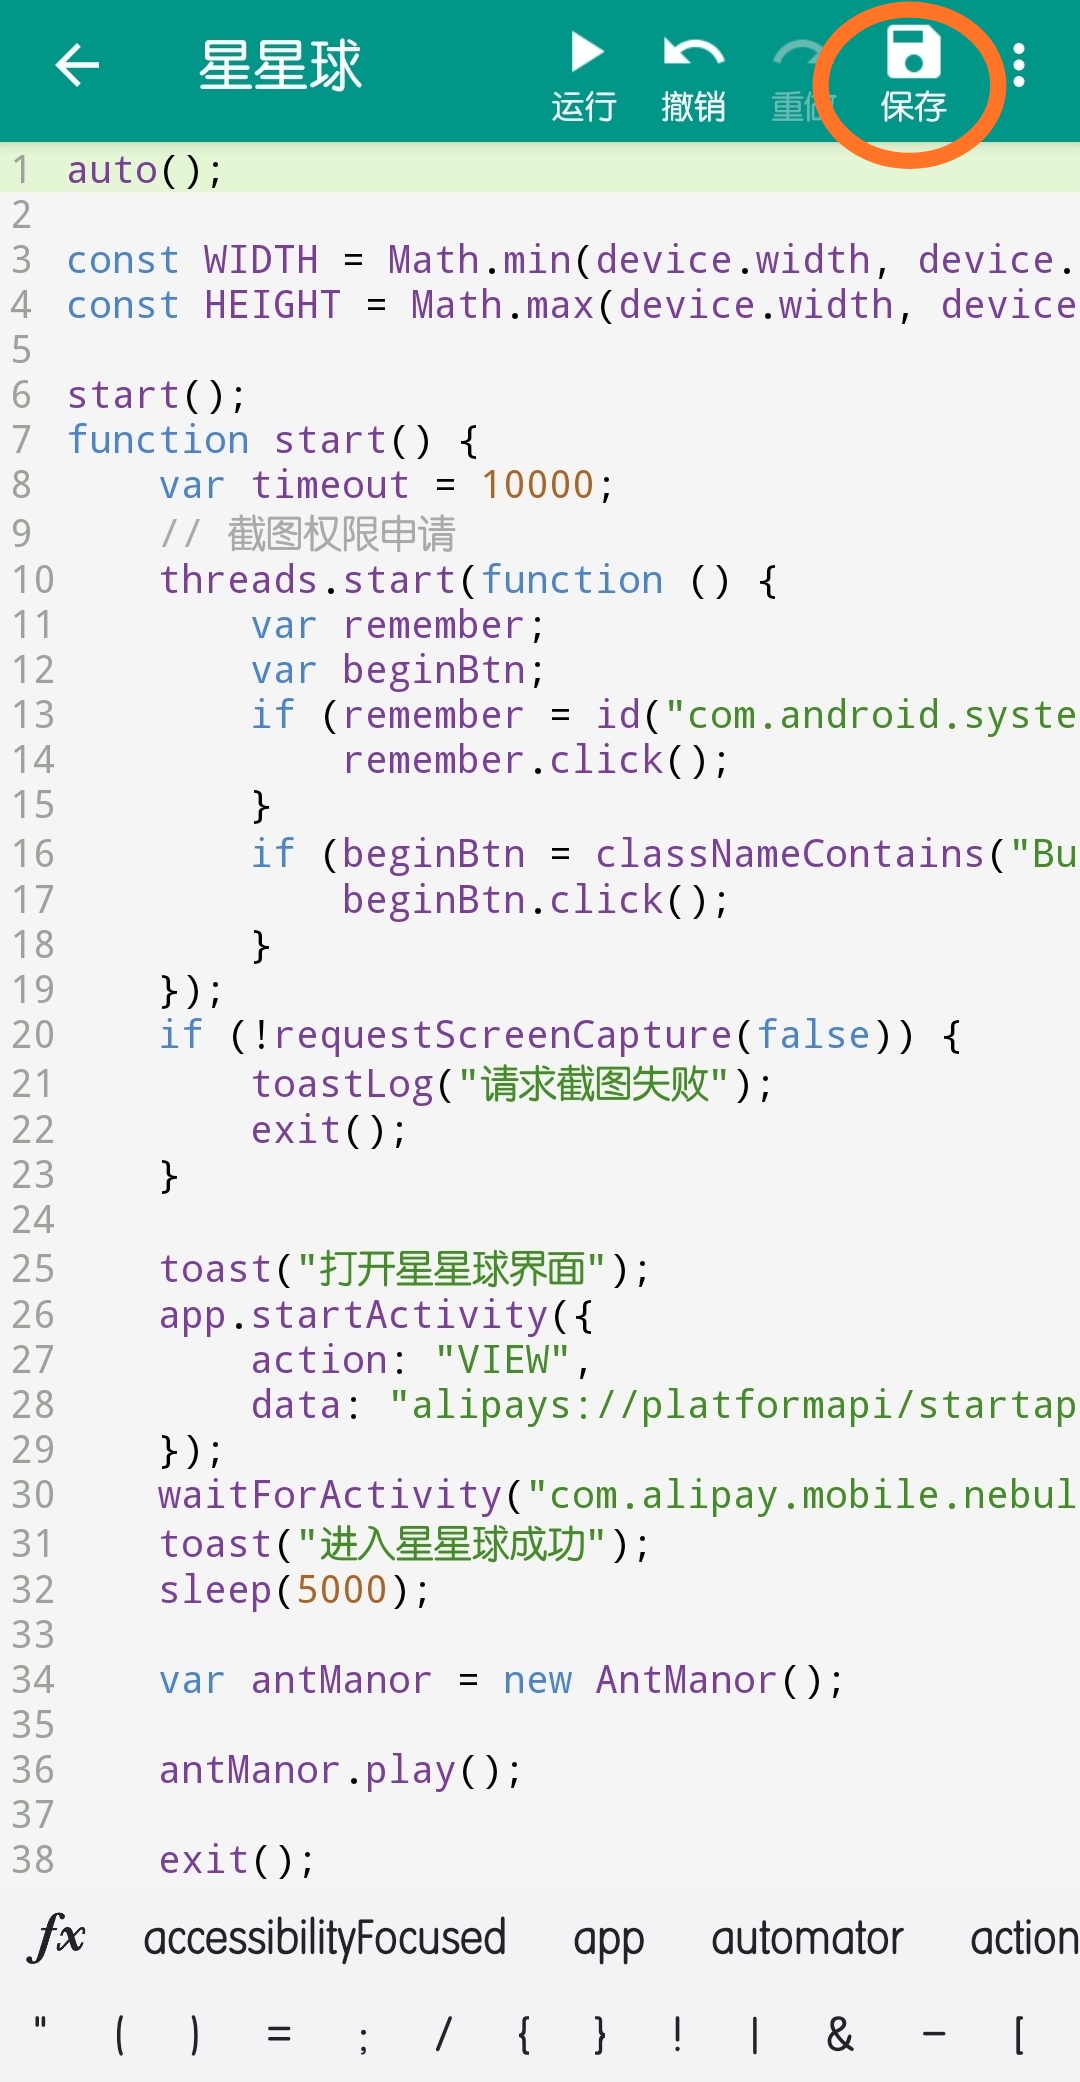 星星球
运行 撤销 重做 保存
1 auto();
2
3 const WIDTH = Math.min(device.width, device.
4 const HEIGHT = Math.max(device.width, device
5
6 start();
7 function start() {
8 var timeout = 10000;
9 // 截图权限申请
10 threads.start(function () {
11 var remember;
12 var beginBtn;
13 if (remember = id("com.android.syste
14 remember.click();
15 }
16 if (beginBtn = classNameContains("Bu
17 beginBtn.click();
18 }
19 });
20 if (!requestScreenCapture(false)) {
21 toastLog("请求截图失败");
22 exit();
23 }
24
25 toast("打开星星球界面");
26 app.startActivity({
27 action: "VIEW",
28 data: "alipays://platformapi/startap
29 });
30 waitForActivity("com.alipay.mobile.nebul
31 toast("进入星星球成功");
32 sleep(5000);
33
34 var antManor = new AntManor();
35
36 antManor.play();
37
38 exit();
fx accessibilityFocused app automator action
" ( ) = ; / { } ! | & - [